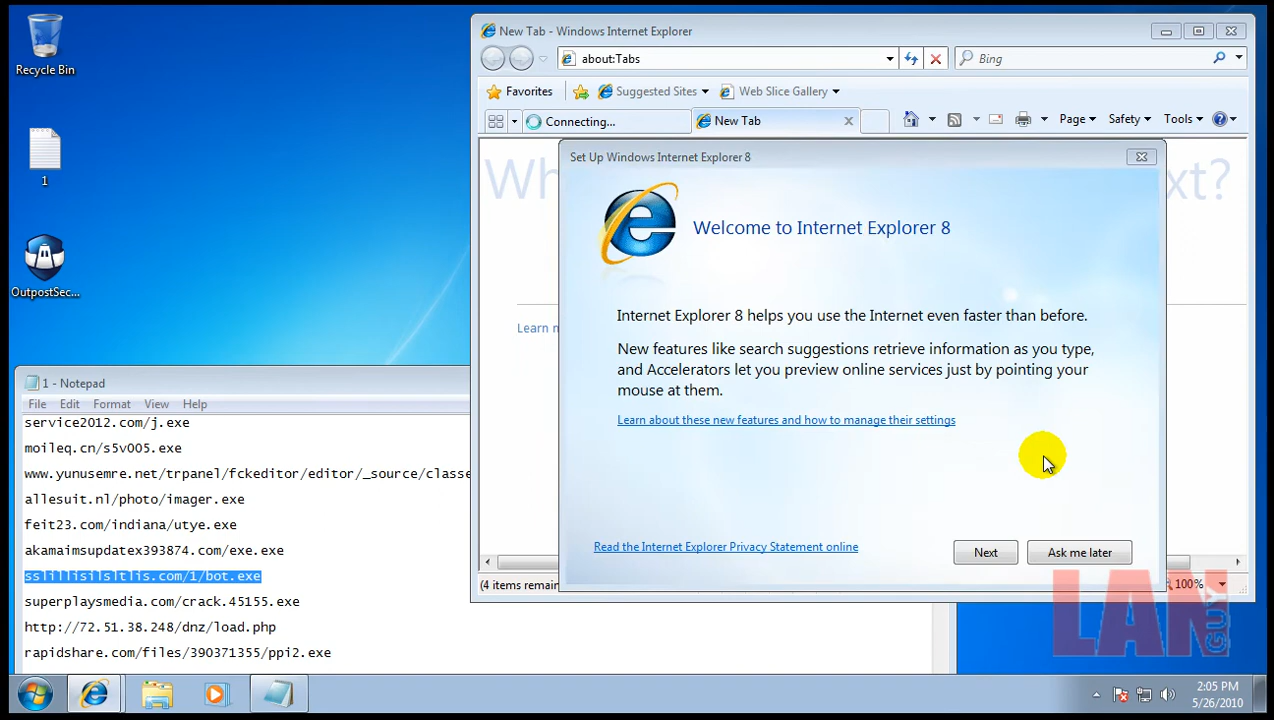 Recycle Bin
1
OutpostSec...
New Tab - Windows Internet Explorer
about:Tabs
Bing
Favorites
Suggested Sites
Web Slice Gallery
Connecting...
New Tab
Page
Safety
Tools
Wh
xt?
Learn m
Set Up Windows Internet Explorer 8
Welcome to Internet Explorer 8
Internet Explorer 8 helps you use the Internet even faster than before.
New features like search suggestions retrieve information as you type,
and Accelerators let you preview online services just by pointing your
mouse at them.
Learn about these new features and how to manage their settings
Read the Internet Explorer Privacy Statement online
Next
Ask me later
(4 items remain
100%
1 - Notepad
File Edit Format View Help
service2012.com/j.exe
moileq.cn/s5v005.exe
www.yunusemre.net/trpanel/fckeditor/editor/_source/classe
allesuit.nl/photo/imager.exe
feit23.com/indiana/utye.exe
akamaimsupdatex393874.com/exe.exe
sslillisilsltlis.com/1/bot.exe
superplaysmedia.com/crack.45155.exe
http://72.51.38.248/dnz/load.php
rapidshare.com/files/390371355/ppi2.exe
LAN
GUY
2:05 PM
5/26/2010